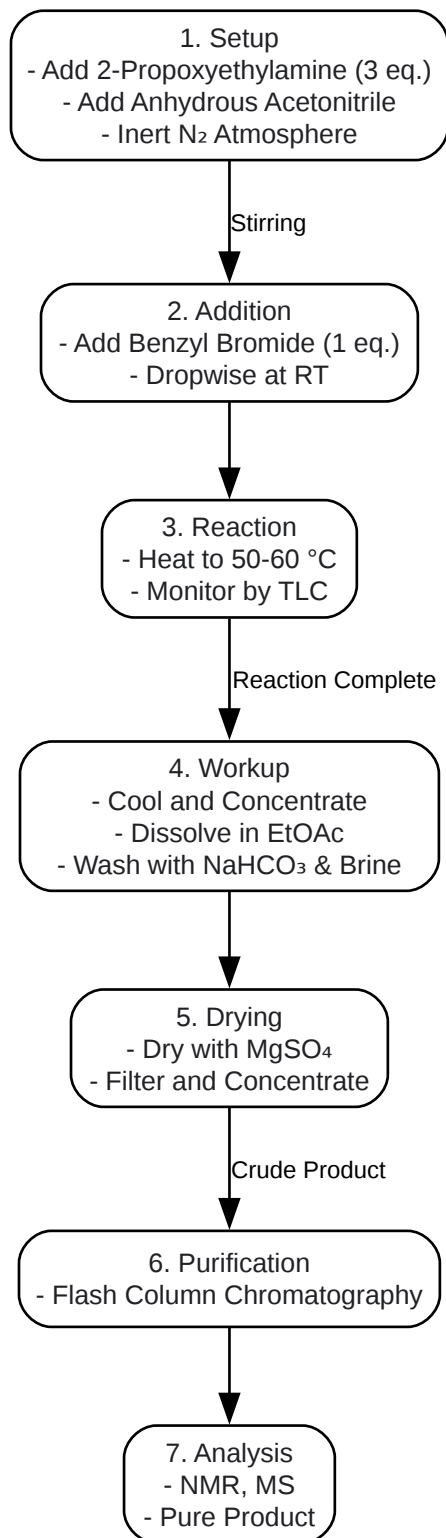 1. Setup
- Add 2-Propoxyethylamine (3 eq.)
- Add Anhydrous Acetonitrile
- Inert N₂ Atmosphere
Stirring
2. Addition
- Add Benzyl Bromide (1 eq.)
- Dropwise at RT
3. Reaction
- Heat to 50-60 °C
- Monitor by TLC
Reaction Complete
4. Workup
- Cool and Concentrate
- Dissolve in EtOAc
- Wash with NaHCO₃ & Brine
5. Drying
- Dry with MgSO₄
- Filter and Concentrate
Crude Product
6. Purification
- Flash Column Chromatography
7. Analysis
- NMR, MS
- Pure Product